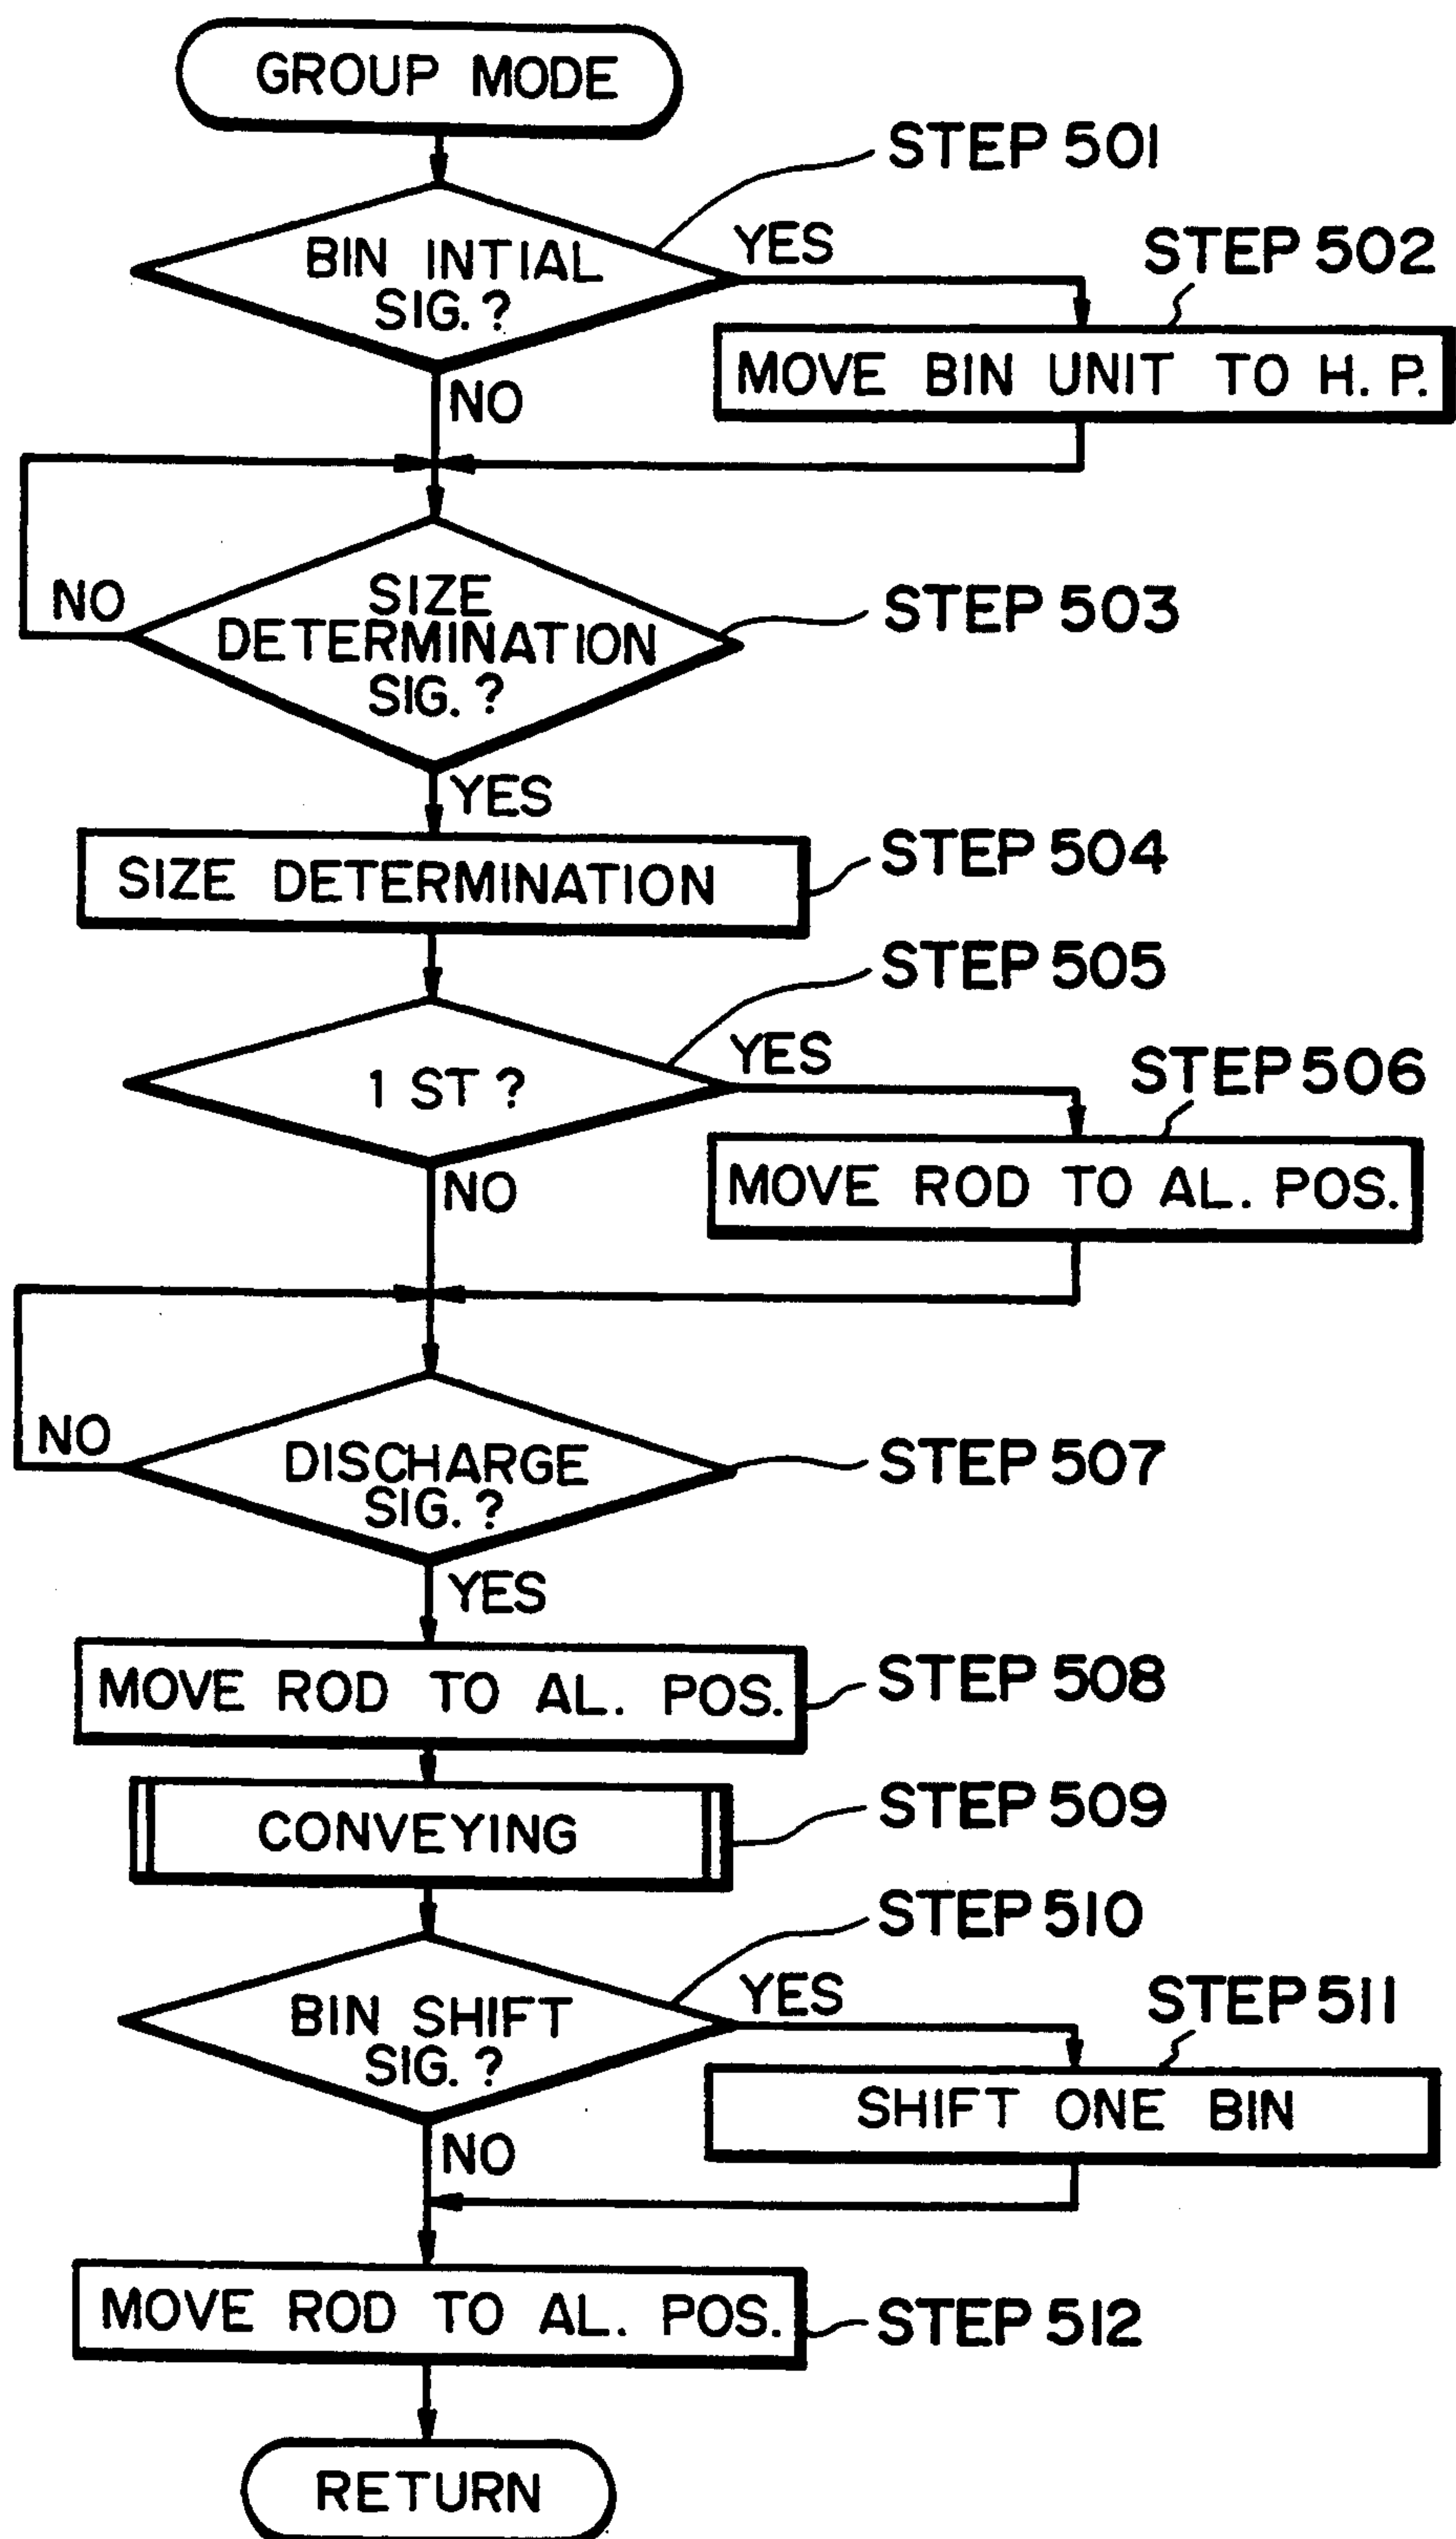 GROUP MODE
STEP 501
BIN INTIAL
SIG. ?
YES
STEP 502
MOVE BIN UNIT TO H. P.
NO
NO
SIZE
DETERMINATION
SIG. ?
STEP 503
YES
SIZE DETERMINATION
STEP 504
STEP 505
1 ST ?
YES
STEP 506
MOVE ROD TO AL. POS.
NO
NO
DISCHARGE
SIG. ?
STEP 507
YES
MOVE ROD TO AL. POS.
STEP 508
CONVEYING
STEP 509
STEP 510
BIN SHIFT
SIG. ?
YES
STEP 511
SHIFT ONE BIN
NO
MOVE ROD TO AL. POS.
STEP 512
RETURN